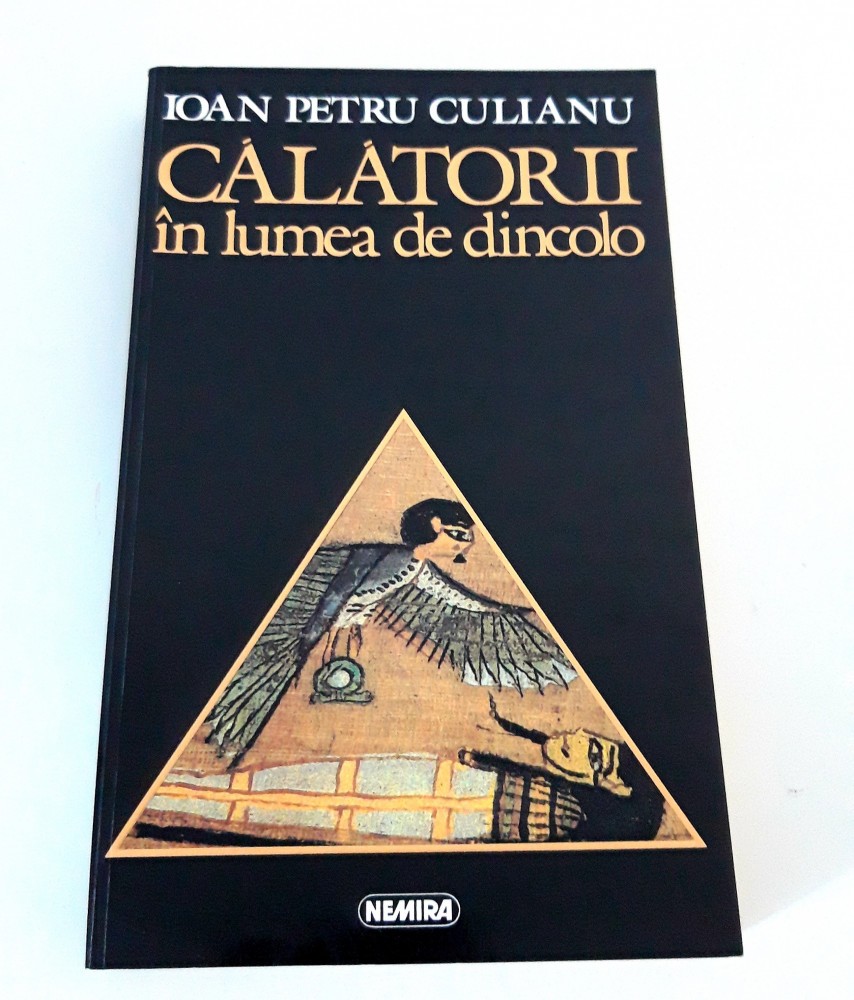 IOAN PETRU CULIANU
CĂLĂTORII
în lumea de dincolo
NEMIRA